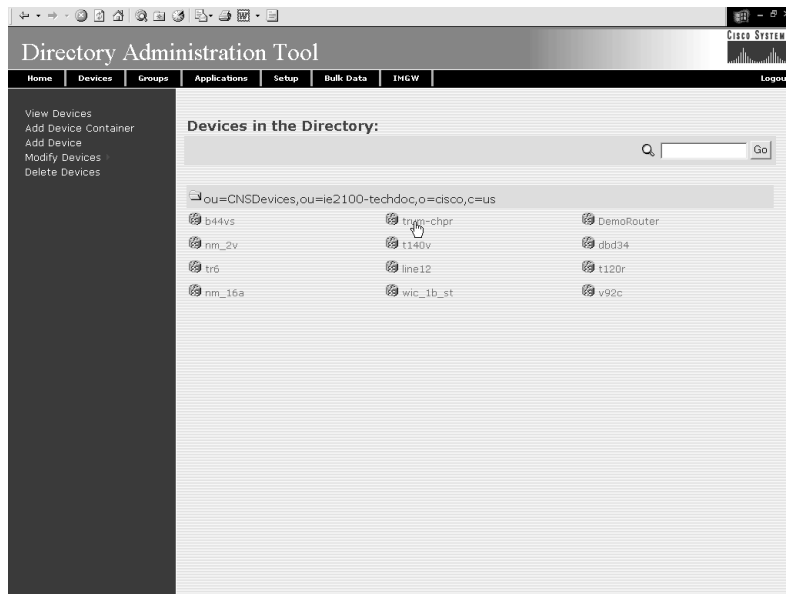 CISCO SYSTEM
Directory Administration Tool
Home Devices Groups Applications Setup Bulk Data IMGW Logou
View Devices
Add Device Container
Add Device
Modify Devices
Delete Devices
Devices in the Directory:
Go
ou=CNSDevices,ou=ie2100-techdoc,o=cisco,c=us
b44vs DemoRouter
nm_2v t140v dbd34
tr6 line12 t120r
nm_16a wic_1b_st v92c